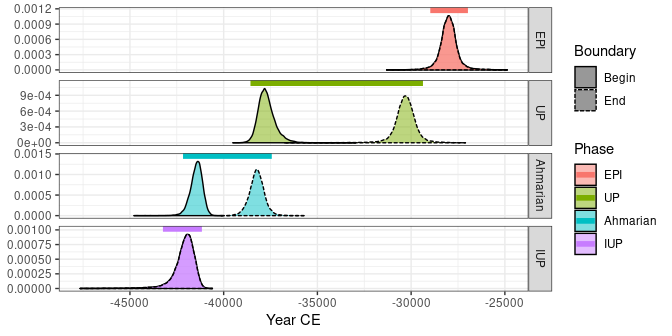 0.0012
0.0009
0.0006
0.0003
0.0000
EPI
9e-04
6e-04
3e-04
0e+00
UP
0.0015
0.0010
0.0005
0.0000
Ahmarian
0.00100
0.00075
0.00050
0.00025
0.00000
IUP
-45000 -40000 -35000 -30000 -25000
Year CE
Boundary
Begin
End
Phase
EPI
UP
Ahmarian
IUP